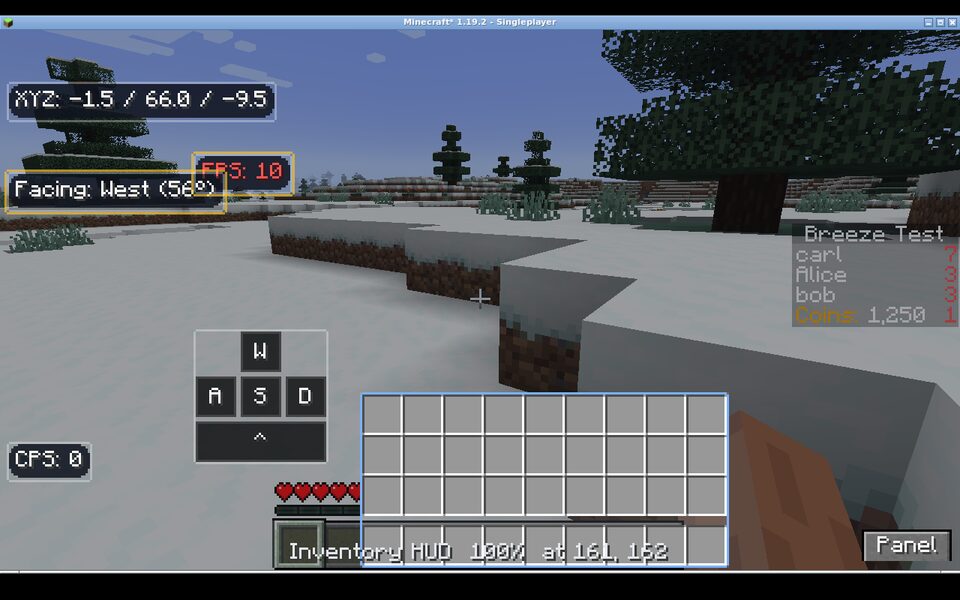 Minecraft* 1.19.2 - Singleplayer
XYZ: -1.5 / 66.0 / -9.5
FPS: 10
Facing: West (56°)
Breeze Test
carl 7
Alice 3
bob 3
Coins: 1,250 1
W
A S D
^
CPS: 0
Inventory HUD 100% at 161, 162
Panel